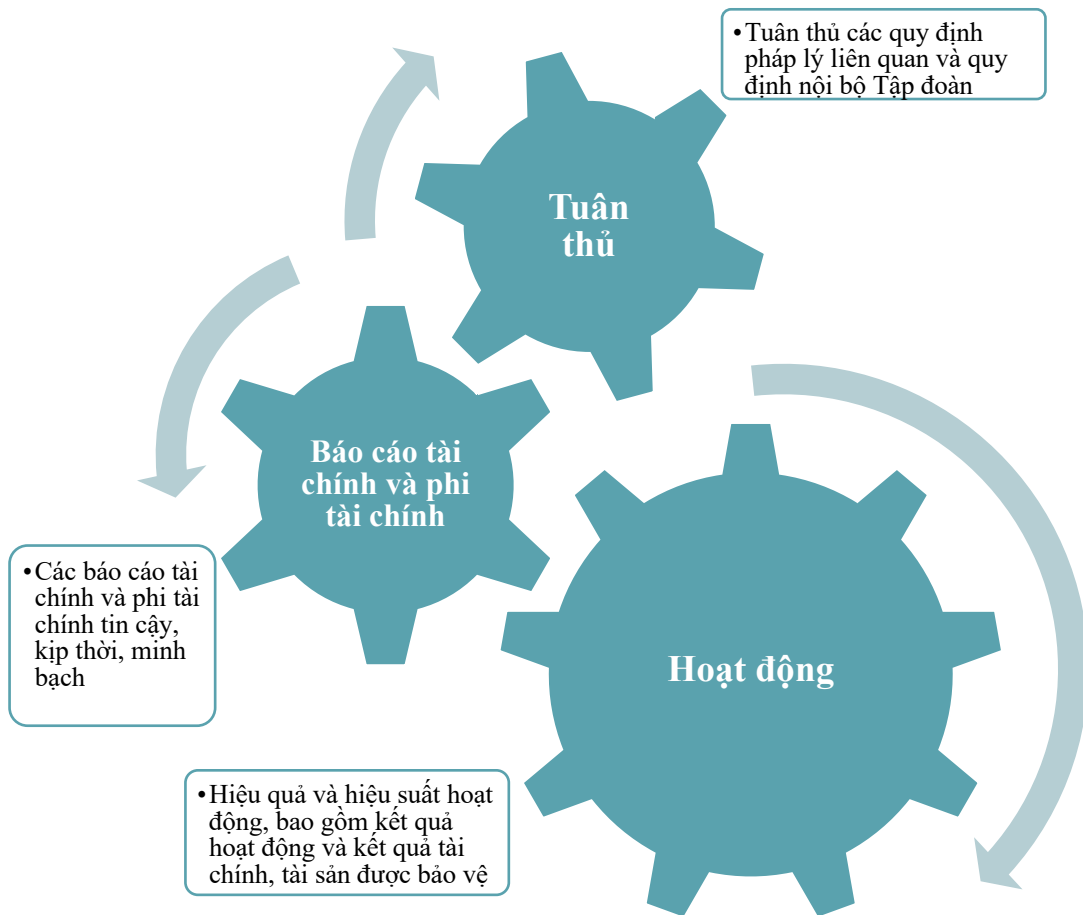 •Tuân thủ các quy định
pháp lý liên quan và quy
định nội bộ Tập đoàn
Tuân
thủ
Báo cáo tài
chính và phi
tài chính
•Các báo cáo tài
chính và phi tài
chính tin cậy,
kịp thời, minh
bạch
Hoạt động
•Hiệu quả và hiệu suất hoạt
động, bao gồm kết quả
hoạt động và kết quả tài
chính, tài sản được bảo vệ